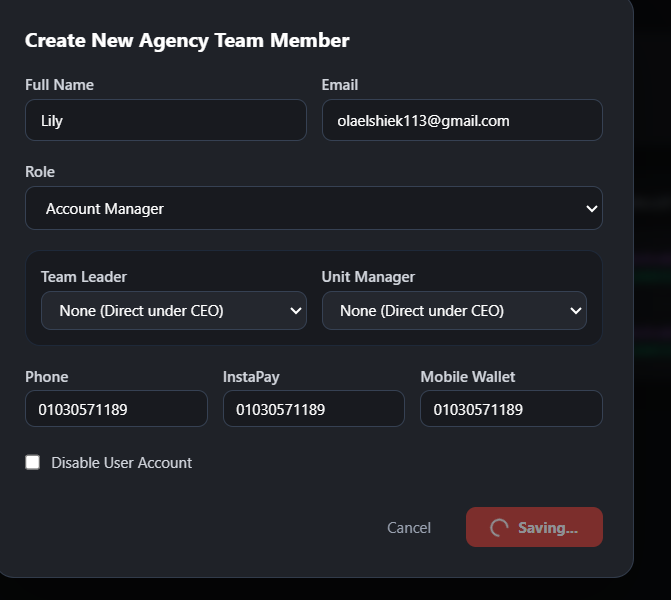 Create New Agency Team Member
Full Name Email
Lily olaelshiek113@gmail.com
Role
Account Manager
Team Leader Unit Manager
None (Direct under CEO) None (Direct under CEO)
Phone InstaPay Mobile Wallet
01030571189 01030571189 01030571189
Disable User Account
Cancel Saving...